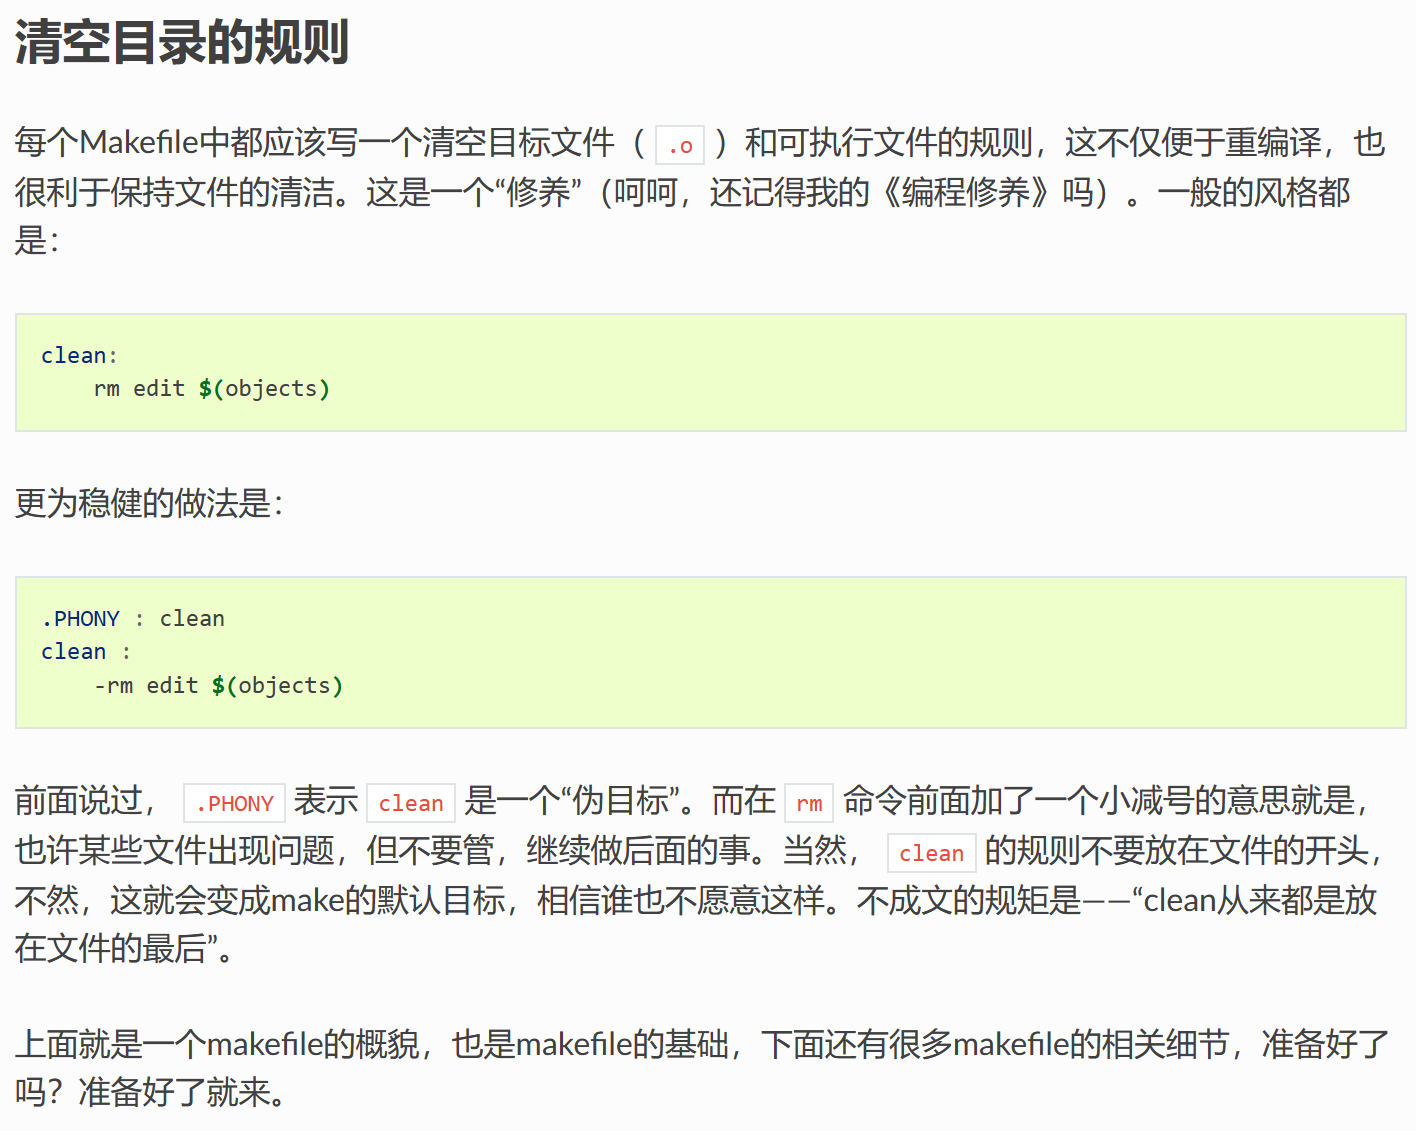 清空目录的规则
每个Makefile中都应该写一个清空目标文件（ .o ）和可执行文件的规则，这不仅便于重编译，也
很利于保持文件的清洁。这是一个“修养”（呵呵，还记得我的《编程修养》吗）。一般的风格都
是：
clean:
    rm edit $(objects)
更为稳健的做法是：
.PHONY : clean
clean :
    -rm edit $(objects)
前面说过， .PHONY 表示 clean 是一个“伪目标”。而在 rm 命令前面加了一个小减号的意思就是，
也许某些文件出现问题，但不要管，继续做后面的事。当然， clean 的规则不要放在文件的开头，
不然，这就会变成make的默认目标，相信谁也不愿意这样。不成文的规矩是——“clean从来都是放
在文件的最后”。
上面就是一个makefile的概貌，也是makefile的基础，下面还有很多makefile的相关细节，准备好了
吗？准备好了就来。